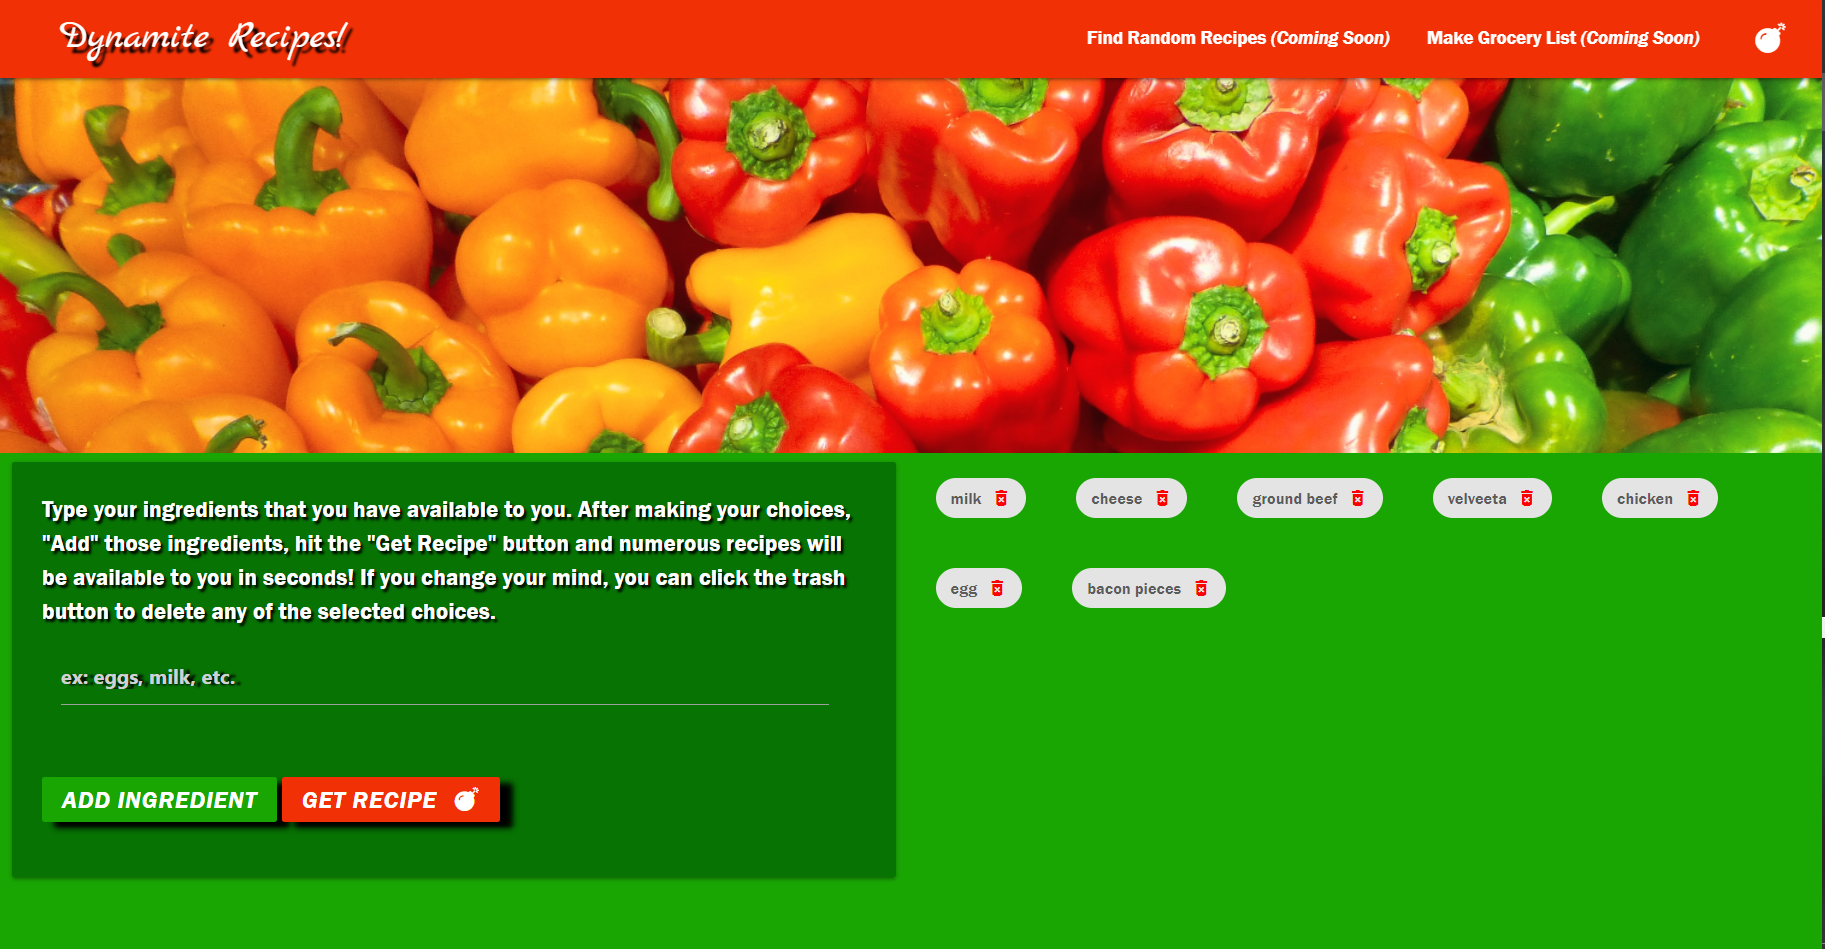 Dynamite Recipes!
Find Random Recipes (Coming Soon)
Make Grocery List (Coming Soon)
Type your ingredients that you have available to you. After making your choices,
"Add" those ingredients, hit the "Get Recipe" button and numerous recipes will
be available to you in seconds! If you change your mind, you can click the trash
button to delete any of the selected choices.
ex: eggs, milk, etc.
ADD INGREDIENT
GET RECIPE
milk
cheese
ground beef
velveeta
chicken
egg
bacon pieces